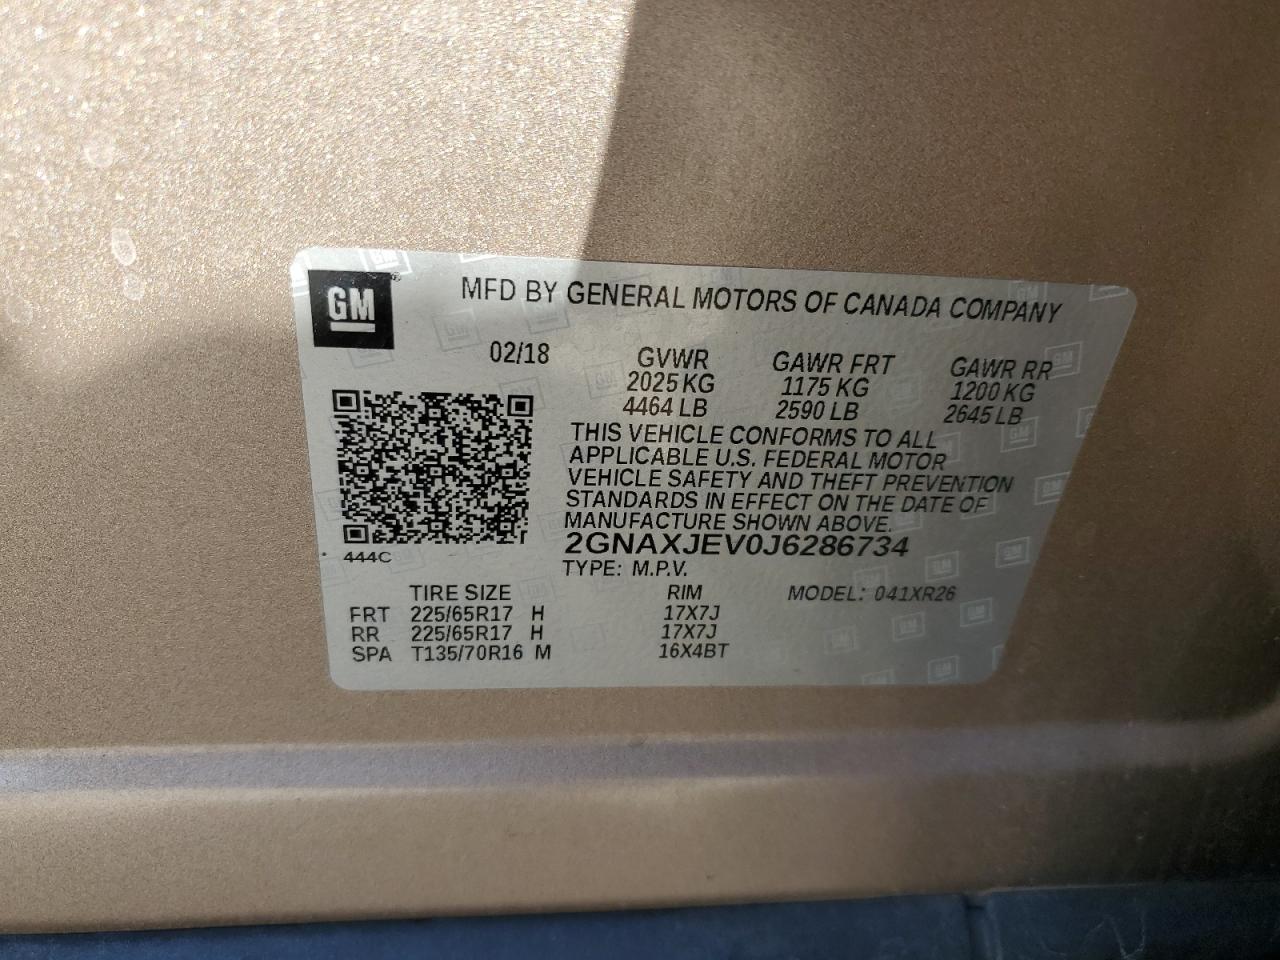 GM
MFD BY GENERAL MOTORS OF CANADA COMPANY
02/18 GVWR GAWR FRT GAWR RR
2025 KG 1175 KG 1200 KG
4464 LB 2590 LB 2645 LB
THIS VEHICLE CONFORMS TO ALL
APPLICABLE U.S. FEDERAL MOTOR
VEHICLE SAFETY AND THEFT PREVENTION
STANDARDS IN EFFECT ON THE DATE OF
MANUFACTURE SHOWN ABOVE.
2GNAXJEV0J6286734
444C
TYPE: M.P.V.
TIRE SIZE RIM MODEL: 041XR26
FRT 225/65R17 H 17X7J
RR 225/65R17 H 17X7J
SPA T135/70R16 M 16X4BT